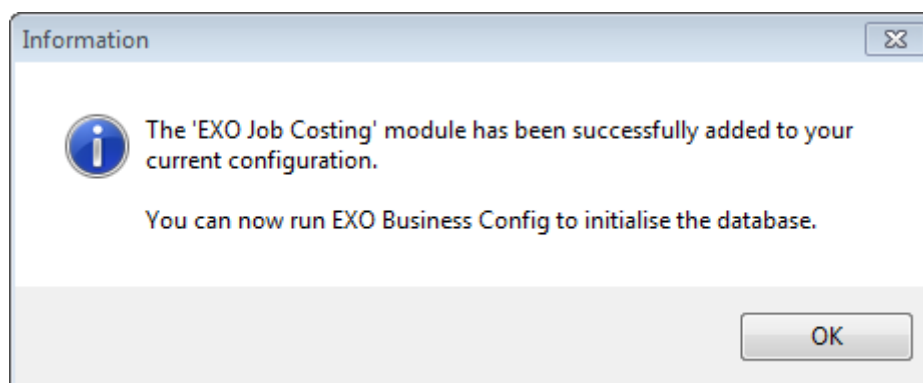 Information
The 'EXO Job Costing' module has been successfully added to your
current configuration.
You can now run EXO Business Config to initialise the database.
OK